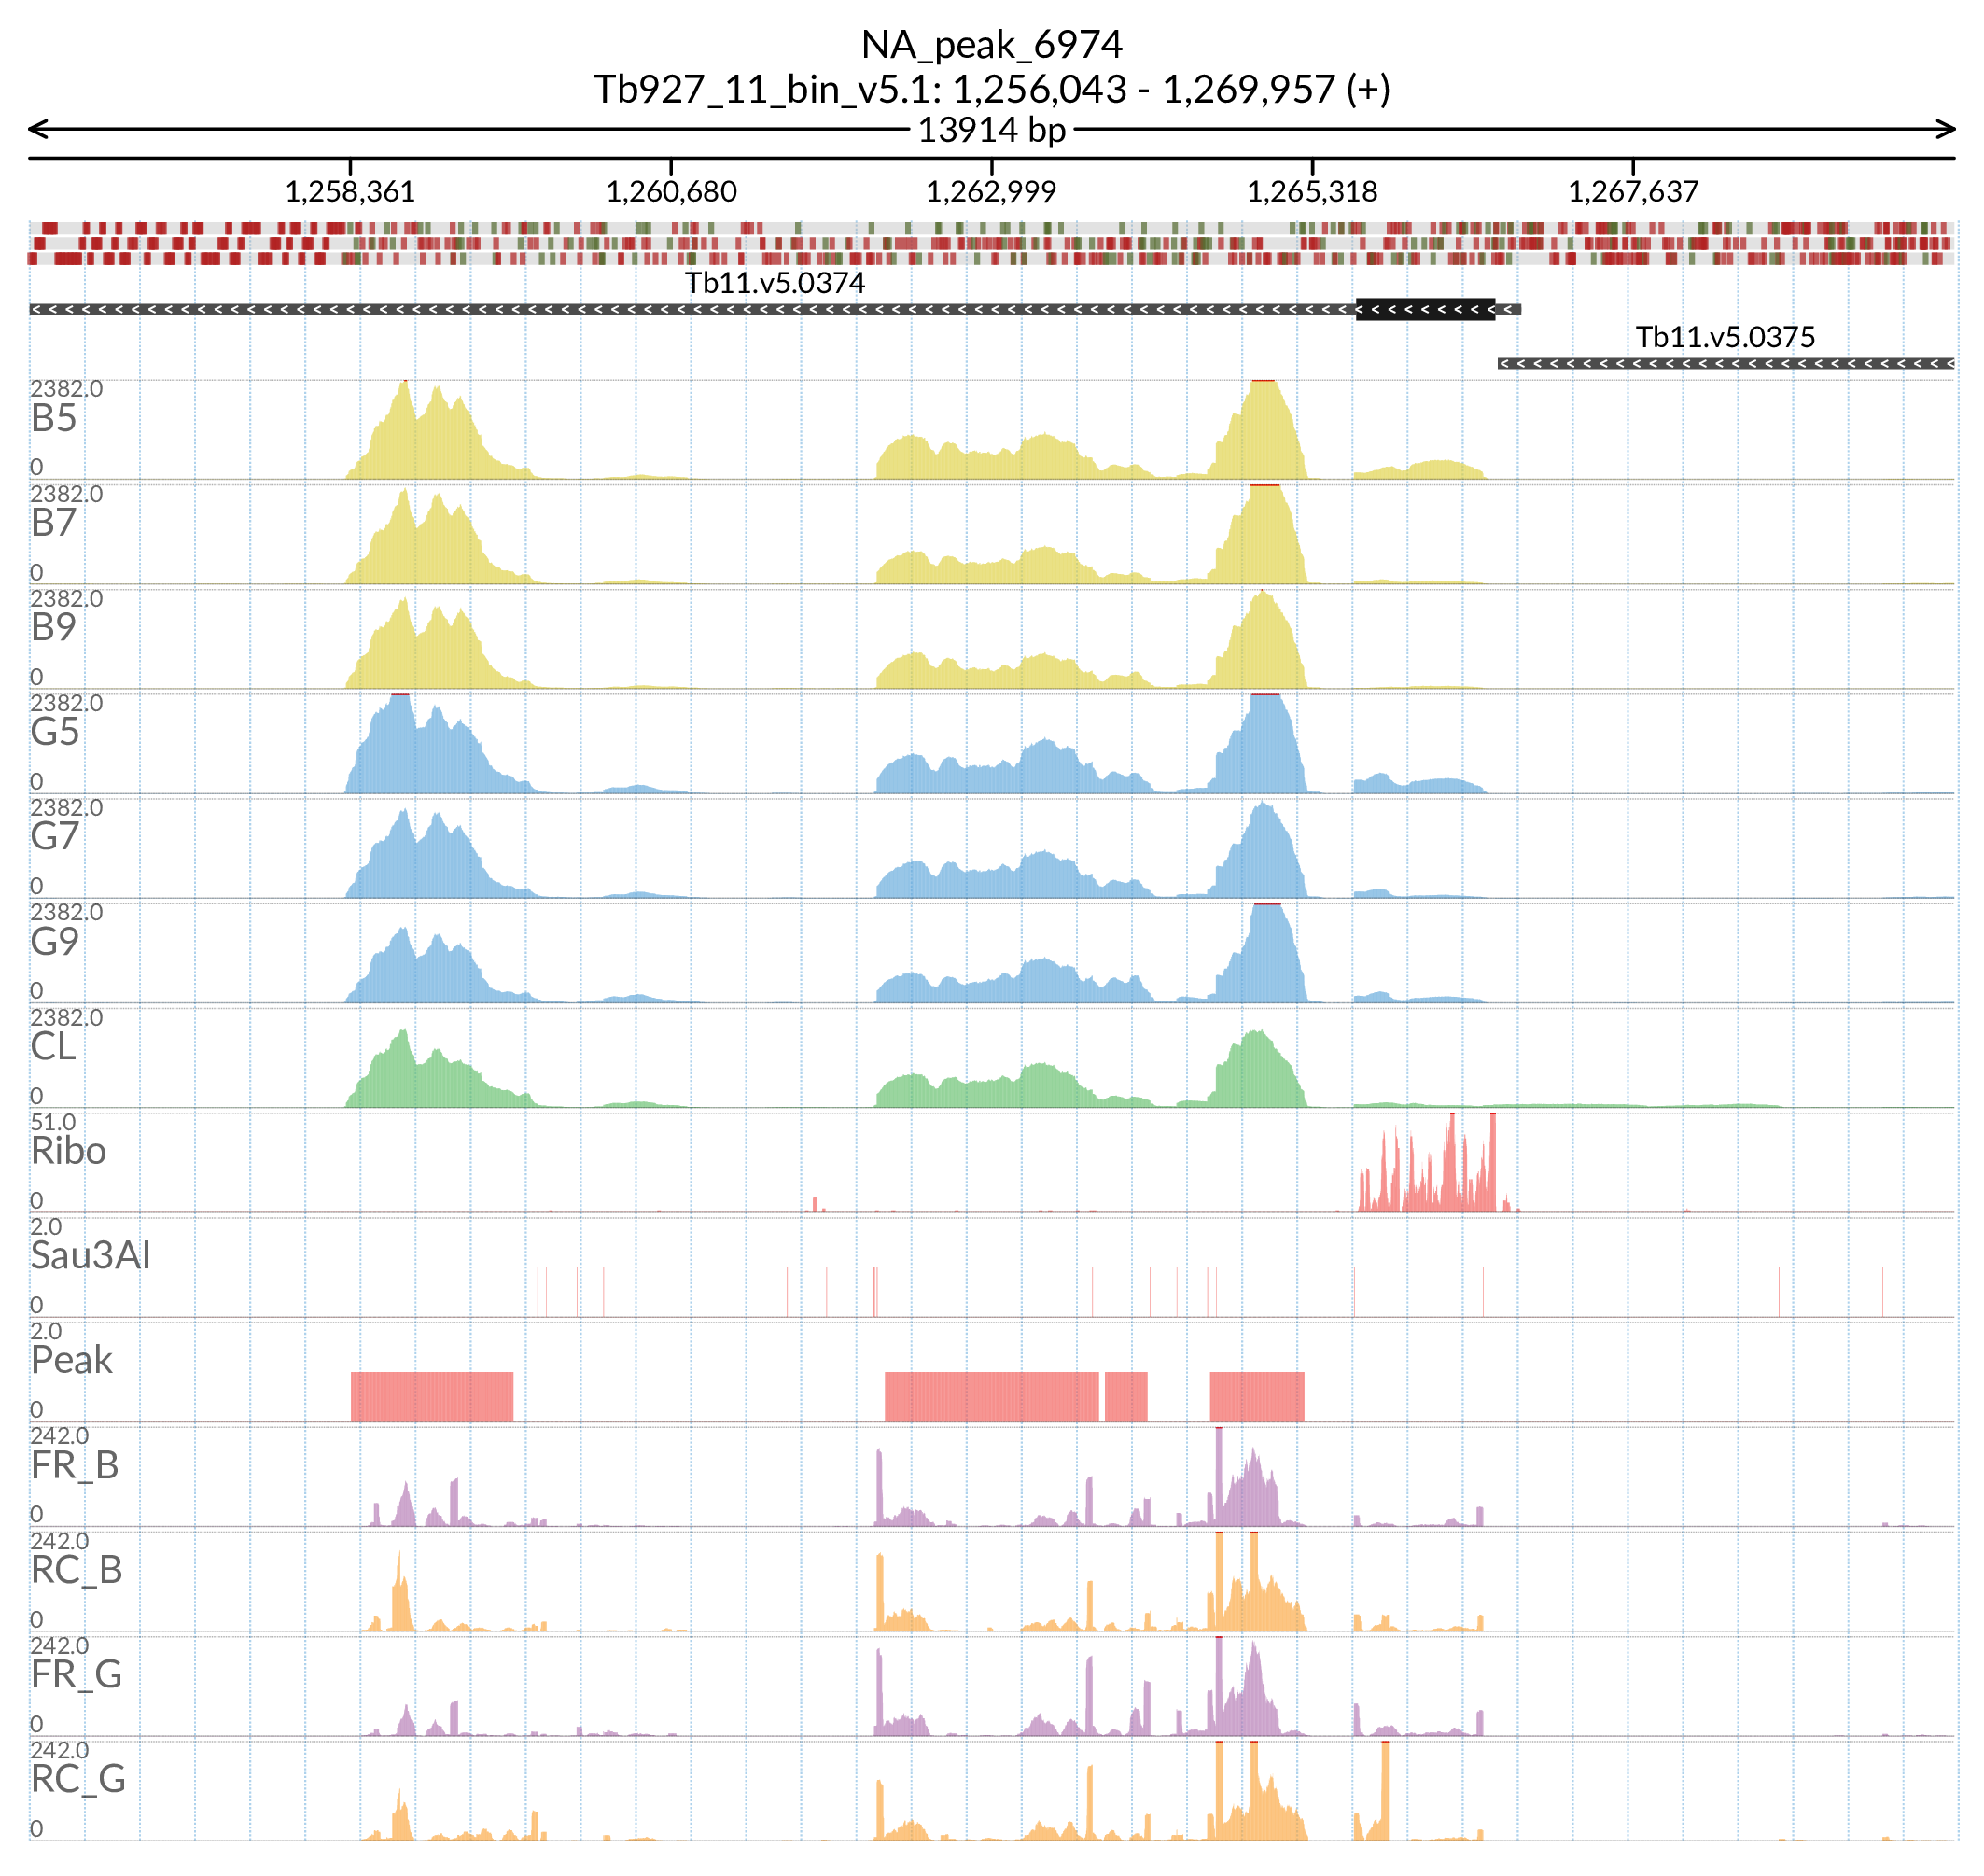 NA_peak_6974
Tb927_11_bin_v5.1: 1,256,043 - 1,269,957 (+)
13914 bp
1,258,361 1,260,680 1,262,999 1,265,318 1,267,637
Tb11.v5.0374
Tb11.v5.0375
2382.0
B5
0
2382.0
B7
0
2382.0
B9
0
2382.0
G5
0
2382.0
G7
0
2382.0
G9
0
2382.0
CL
0
51.0
Ribo
0
2.0
Sau3AI
0
2.0
Peak
0
242.0
FR_B
0
242.0
RC_B
0
242.0
FR_G
0
242.0
RC_G
0